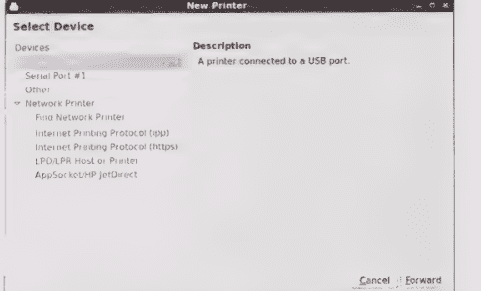 New Printer
Select Device
Devices
Description
A printer connected to a USB port.
Serial Port #1
Other
Network Printer
Find Network Printer
Internet Printing Protocol (ipp)
Internet Printing Protocol (https)
LPD/LPR Host or Printer
AppSocket/HP JetDirect
Cancel
Forward